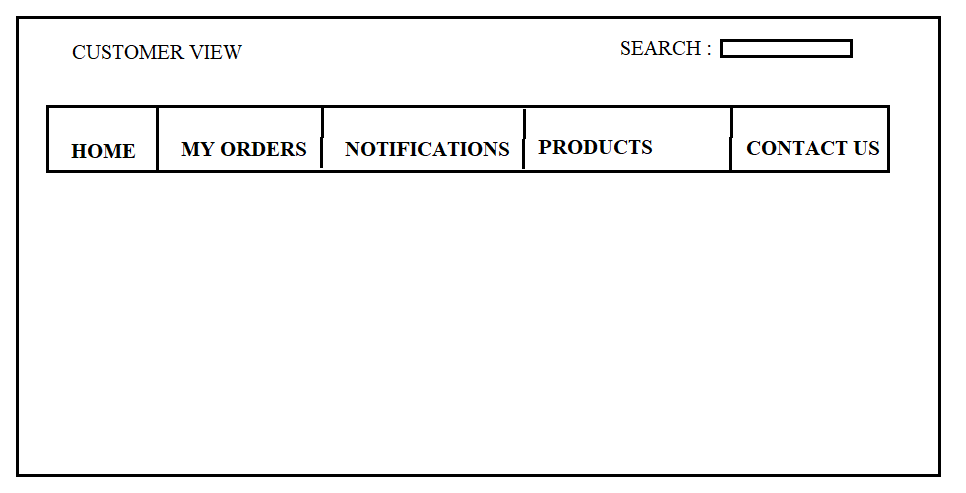 CUSTOMER VIEW
SEARCH :
HOME
MY ORDERS
NOTIFICATIONS
PRODUCTS
CONTACT US